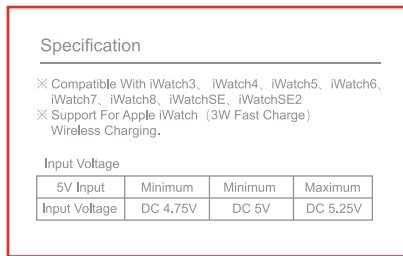 Specification
※ Compatible With iWatch3、 iWatch4、iWatch5、iWatch6、
iWatch7、iWatch8、iWatchSE、iWatchSE2
※ Support For Apple iWatch（3W Fast Charge）
Wireless Charging.
Input Voltage
5V Input Minimum Minimum Maximum
Input Voltage DC 4.75V DC 5V DC 5.25V